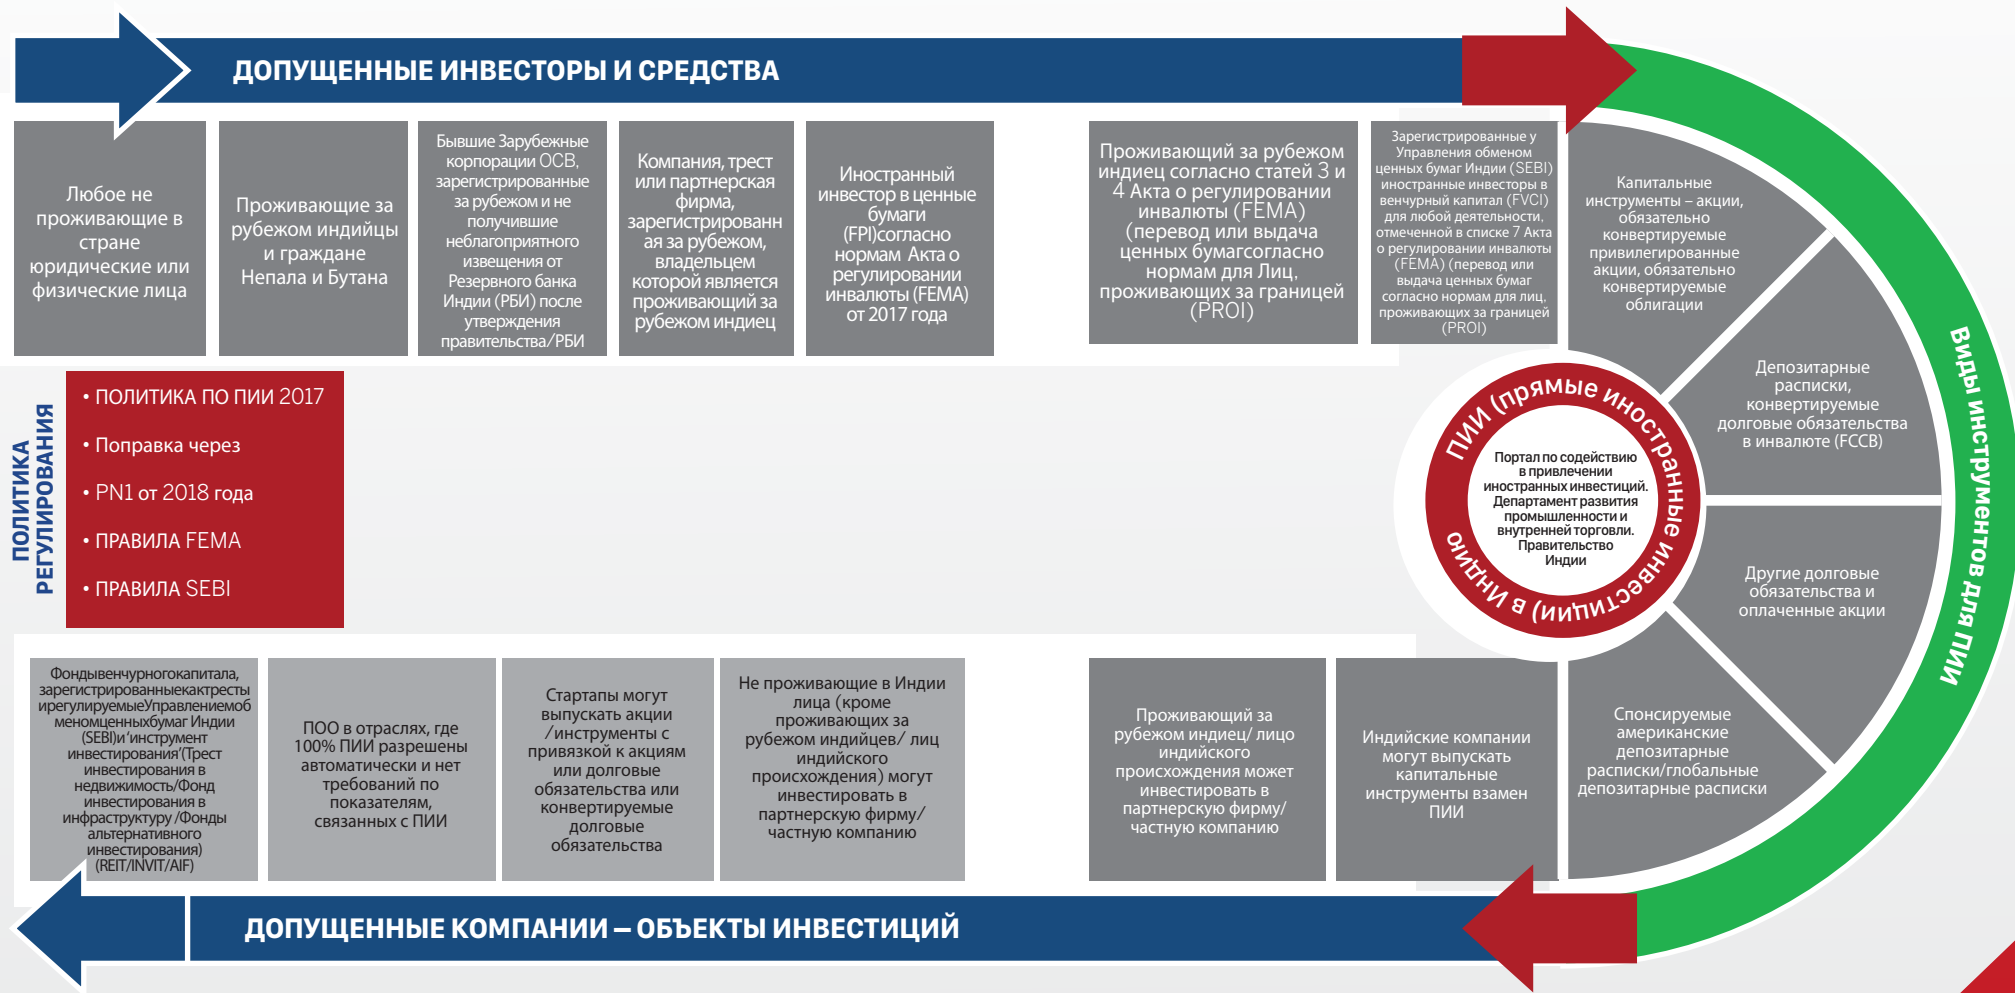 ДОПУЩЕННЫЕ ИНВЕСТОРЫ И СРЕДСТВА
Любое не
проживающие в
стране
юридические или
физические лица
Проживающие за
рубежом индийцы
и граждане
Непала и Бутана
Бывшие Зарубежные
корпорации ОСВ,
зарегистрированные
за рубежом и не
получившие
неблагоприятного
извещения от
Резервного банка
Индии (РБИ) после
утверждения
правительства/РБИ
Компания, трест
или партнерская
фирма,
зарегистрированн
ая за рубежом,
владельцем
которой является
проживающий за
рубежом индиец
Иностранный
инвестор в ценные
бумаги
(FPI)согласно
нормам Акта о
регулировании
инвалюты (FEMA)
от 2017 года
Проживающий за рубежом
индиец согласно статей 3 и
4 Акта о регулировании
инвалюты (FEMA)
(перевод или выдача
ценных бумагсогласно
нормам для Лиц,
проживающих за границей
(PROI)
Зарегистрированные у
Управления обменом
ценных бумаг Индии (SEBI)
иностранные инвесторы в
венчурный капитал (FVCI)
для любой деятельности,
отмеченной в списке 7 Акта
о регулировании инвалюты
(FEMA) (перевод или
выдача ценных бумаг
согласно нормам для лиц,
проживающих за границей
(PROI)
Капитальные
инструменты – акции,
обязательно
конвертируемые
привилегированные
акции, обязательно
конвертируемые
облигации
Депозитарные
расписки,
конвертируемые
долговые обязательства
в инвалюте (FCCB)
Другие долговые
обязательства и
оплаченные акции
Спонсируемые
американские
депозитарные
расписки/глобальные
депозитарные расписки
Виды инструментов для ПИИ
ПИИ (прямые иностранные инвестиции) в Индию
Портал по содействию
в привлечении
иностранных инвестиций.
Департамент развития
промышленности и
внутренней торговли.
Правительство
Индии
ПОЛИТИКА
РЕГУЛИРОВАНИЯ
• ПОЛИТИКА ПО ПИИ 2017
• Поправка через
• PN1 от 2018 года
• ПРАВИЛА FEMA
• ПРАВИЛА SEBI
Фондывенчурногокапитала,
зарегистрированныекактресты
ирегулируемыеУправлениемоб
меномценныхбумаг Индии
(SEBI)и'инструмент
инвестирования'(Трест
инвестирования в
недвижимость/Фонд
инвестирования в
инфраструктуру /Фонды
альтернативного
инвестирования)
(REIT/INVIT/AIF)
ПОО в отраслях, где
100% ПИИ разрешены
автоматически и нет
требований по
показателям,
связанных с ПИИ
Стартапы могут
выпускать акции
/инструменты с
привязкой к акциям
или долговые
обязательства или
конвертируемые
долговые
обязательства
Не проживающие в Индии
лица (кроме
проживающих за
рубежом индийцев/ лиц
индийского
происхождения) могут
инвестировать в
партнерскую фирму/
частную компанию
Проживающий за
рубежом индиец/ лицо
индийского
происхождения может
инвестировать в
партнерскую фирму/
частную компанию
Индийские компании
могут выпускать
капитальные
инструменты взамен
ПИИ
ДОПУЩЕННЫЕ КОМПАНИИ – ОБЪЕКТЫ ИНВЕСТИЦИЙ